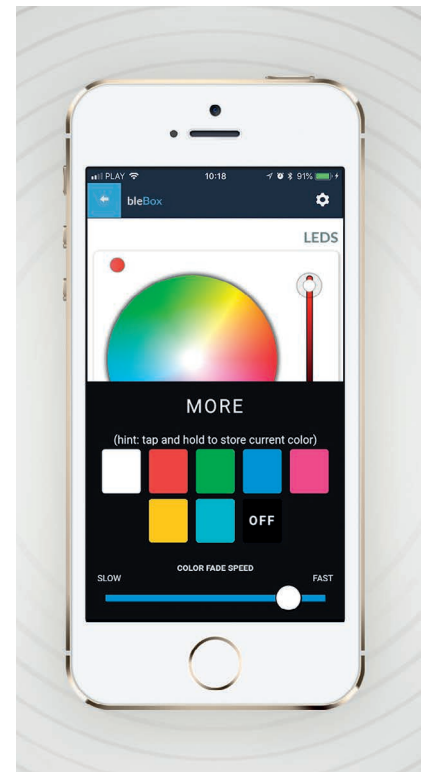 PLAY 10:18 91%
bleBox
LEDS
MORE
(hint: tap and hold to store current color)
OFF
COLOR FADE SPEED
SLOW FAST